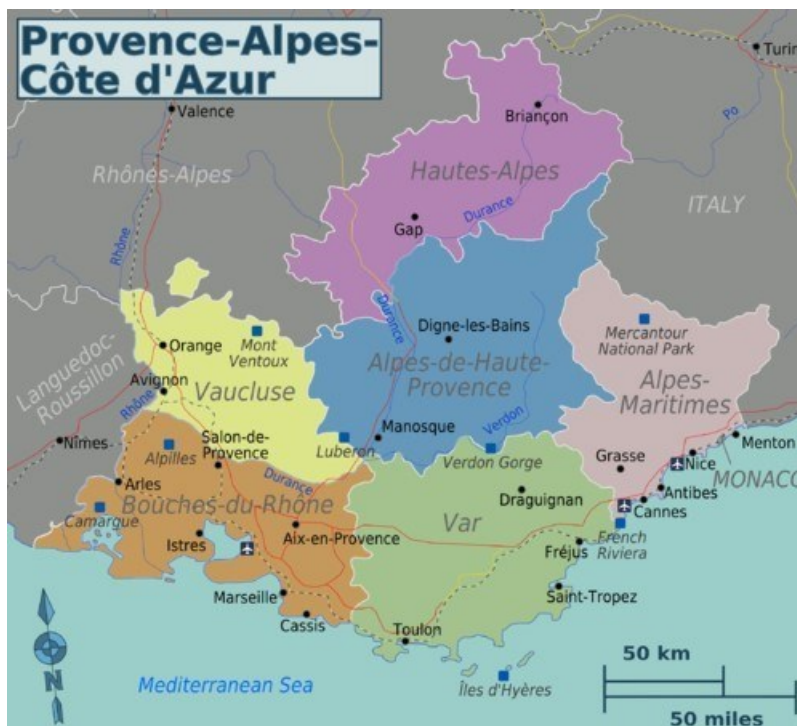 Provence-Alpes-
Côte d'Azur
Turin
Valence
Briançon
Po
Rhônes-Alpes
Hautes-Alpes
ITALY
Durance
Gap
Rhône
Durance
Orange
Mont
Ventoux
Digne-les-Bains
Mercantour
National Park
Languedoc-
Roussillon
Avignon
Rhône
Vaucluse
Alpes-de-Haute-
Provence
Alpes-
Maritimes
Verdon
Nîmes
Alpilles
Salon-de-
Provence
Luberon
Manosque
Verdon Gorge
Grasse
Nice
Menton
MONACO
Arles
Durance
Bouches-du-Rhône
Camargue
Istres
Aix-en-Provence
Var
Draguignan
Antibes
Cannes
French
Riviera
Fréjus
Marseille
Cassis
Toulon
Saint-Tropez
Mediterranean Sea
Îles d'Hyères
N
50 km
50 miles